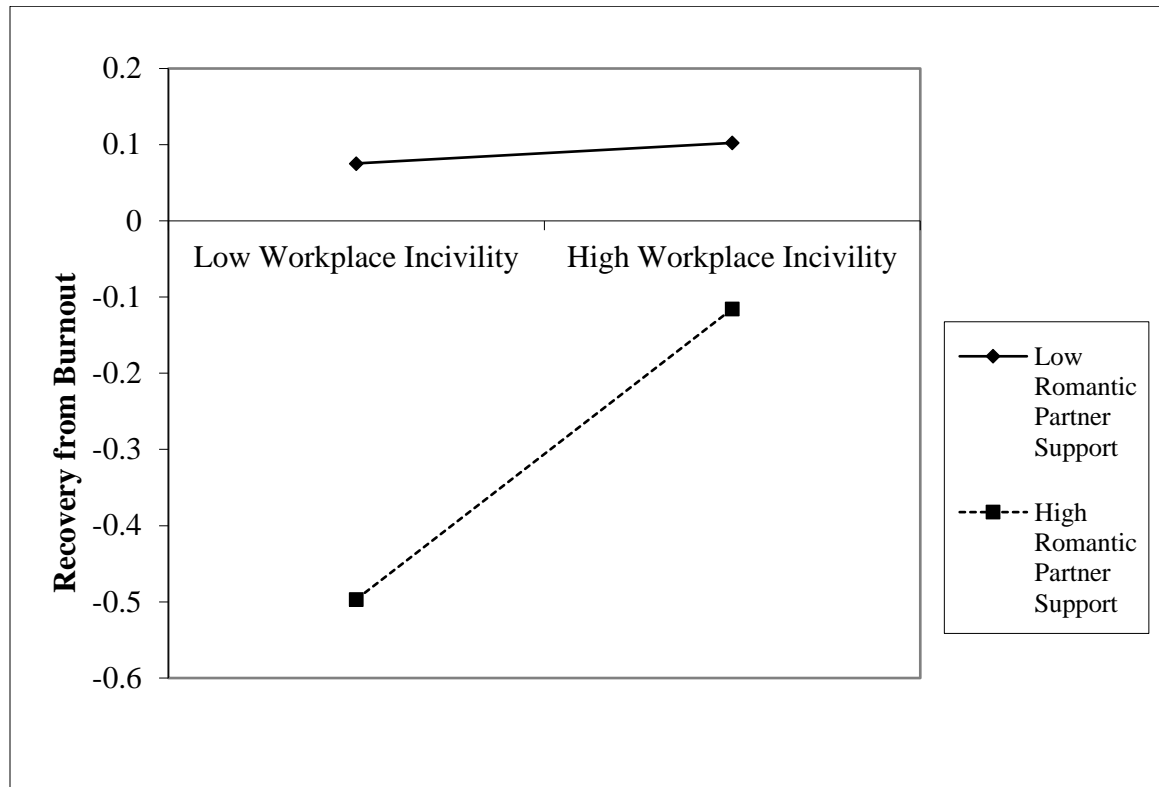 0.2
0.1
0
Low Workplace Incivility
High Workplace Incivility
-0.1
-0.2
-0.3
-0.4
-0.5
-0.6
Recovery from Burnout
Low
Romantic
Partner
Support
High
Romantic
Partner
Support